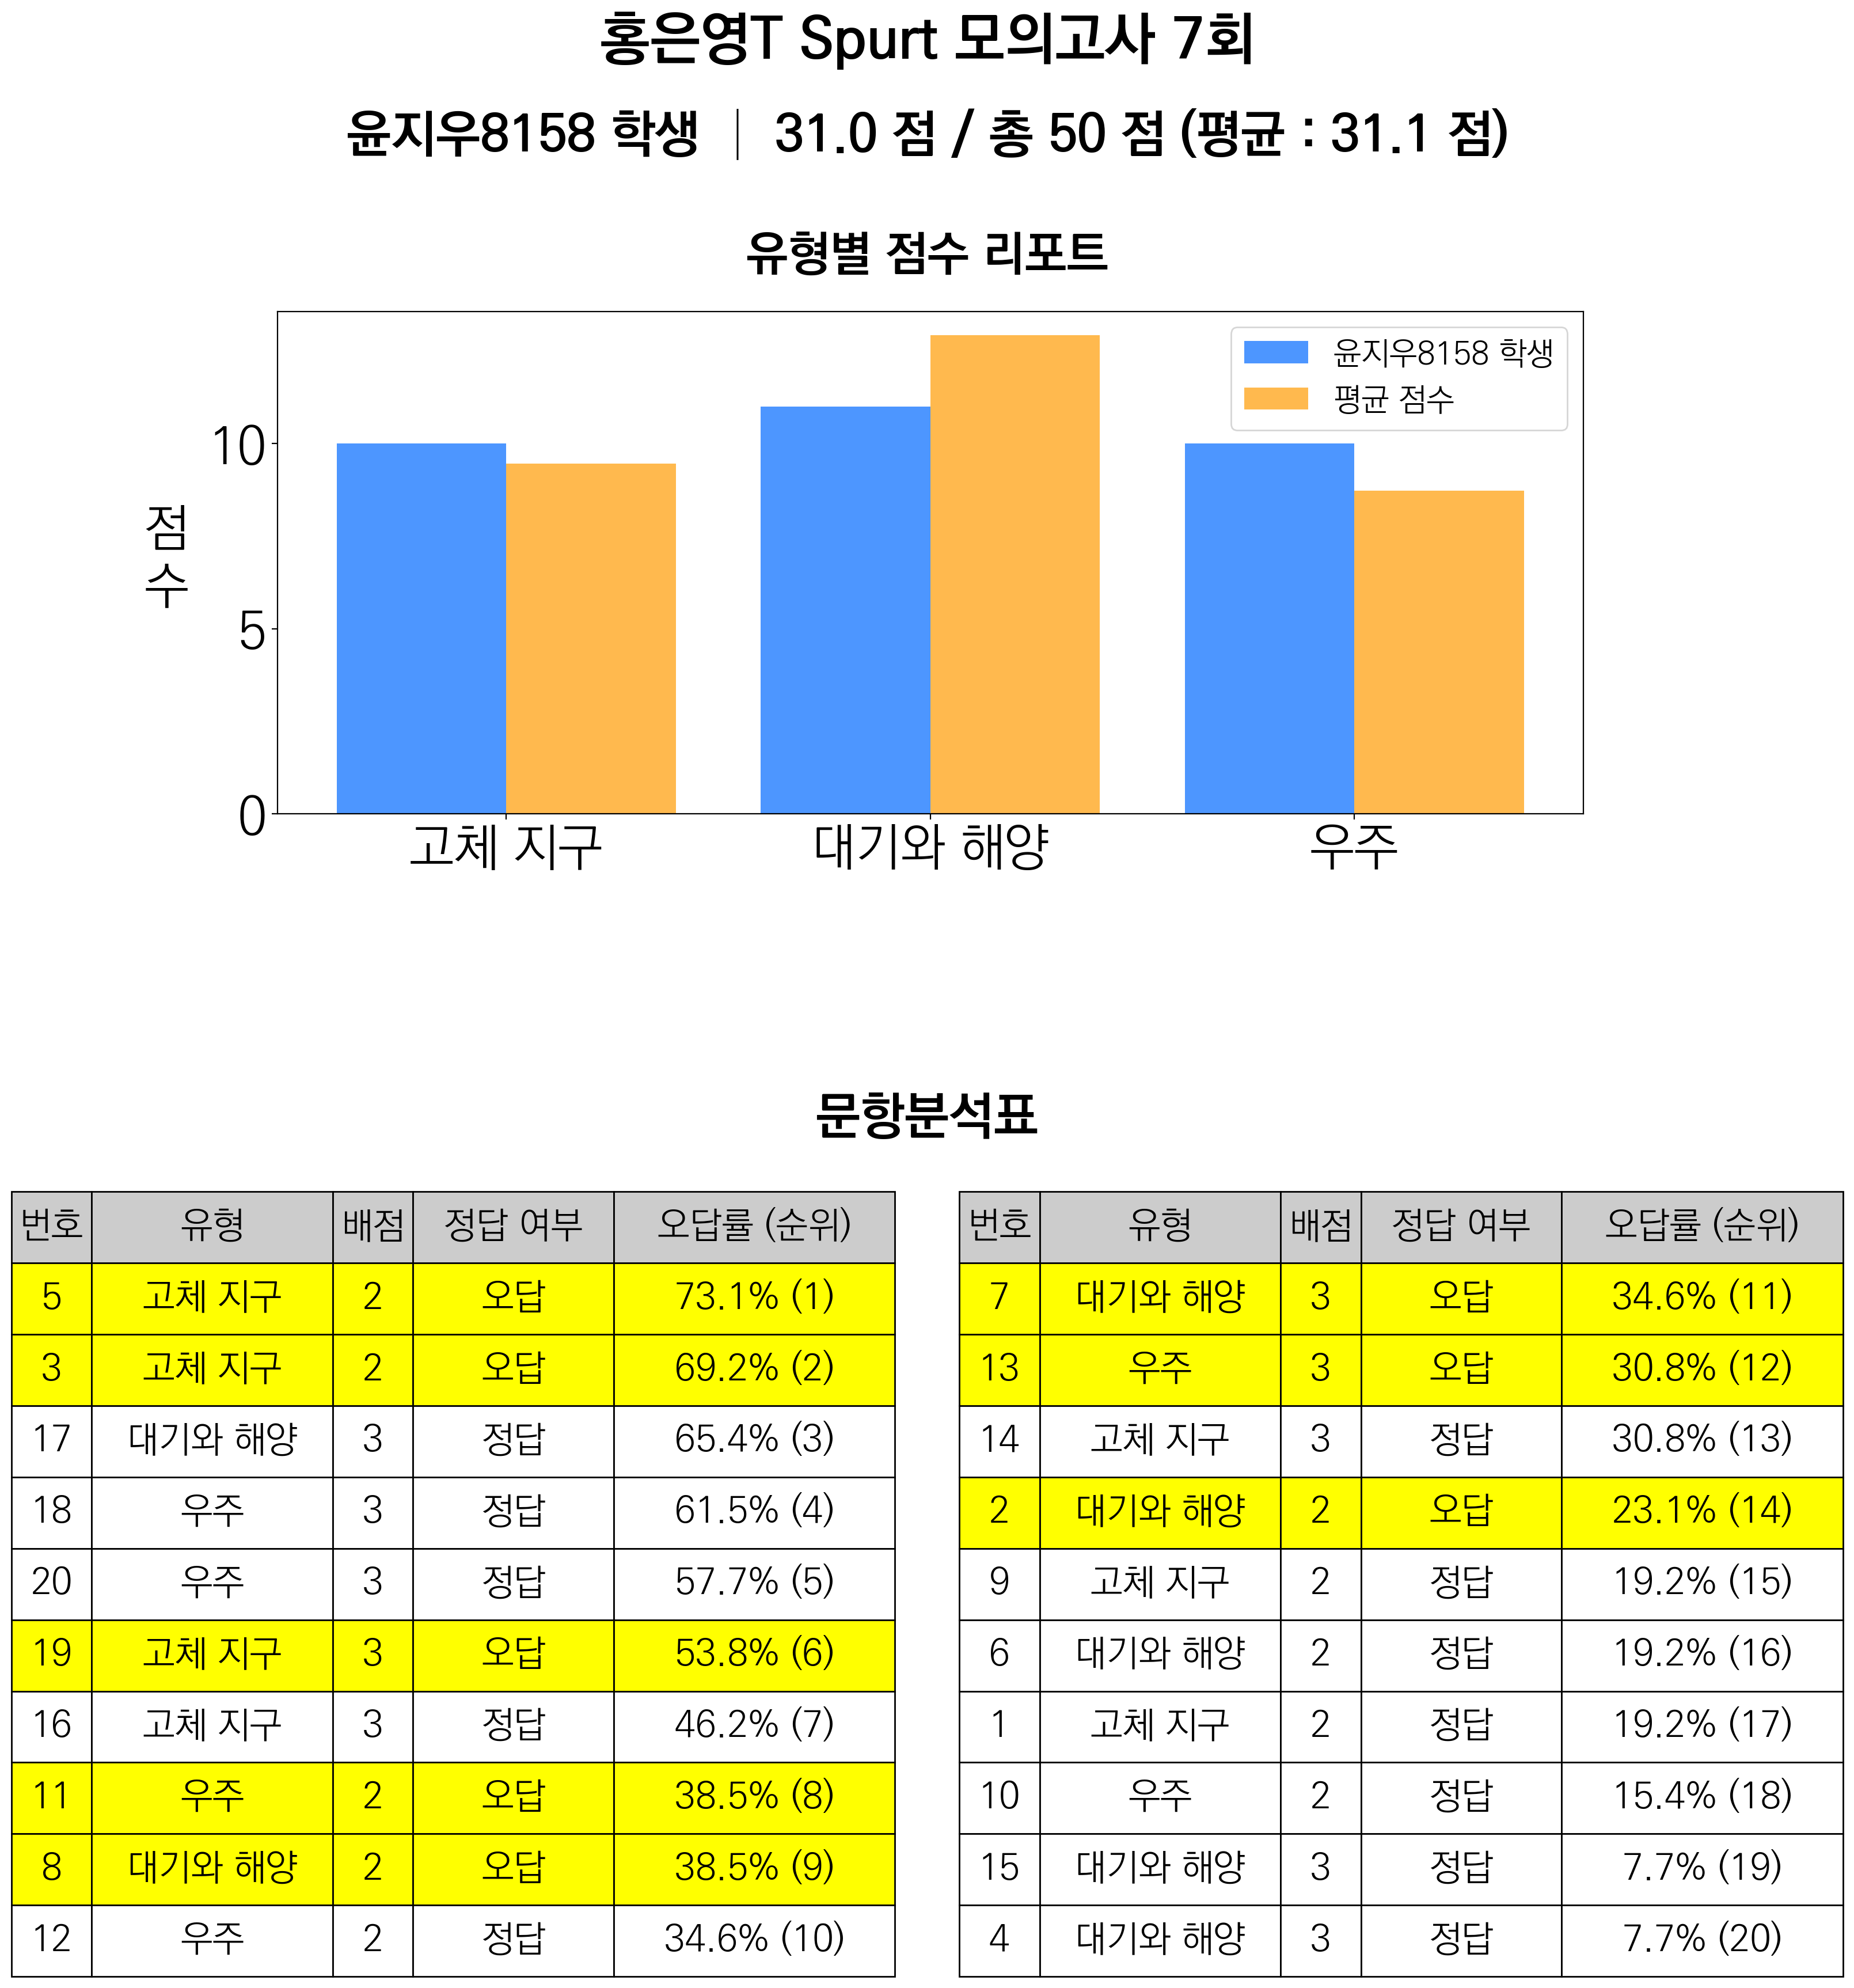 홍은영T Spurt 모의고사 7회
윤지우8158 학생 │ 31.0 점 / 총 50 점 (평균 : 31.1 점)
유형별 점수 리포트
윤지우8158 학생
평균 점수
점
수
10
5
0
고체 지구 대기와 해양 우주
문항분석표
번호 유형 배점 정답 여부 오답률 (순위)
5 고체 지구 2 오답 73.1% (1)
3 고체 지구 2 오답 69.2% (2)
17 대기와 해양 3 정답 65.4% (3)
18 우주 3 정답 61.5% (4)
20 우주 3 정답 57.7% (5)
19 고체 지구 3 오답 53.8% (6)
16 고체 지구 3 정답 46.2% (7)
11 우주 2 오답 38.5% (8)
8 대기와 해양 2 오답 38.5% (9)
12 우주 2 정답 34.6% (10)
번호 유형 배점 정답 여부 오답률 (순위)
7 대기와 해양 3 오답 34.6% (11)
13 우주 3 오답 30.8% (12)
14 고체 지구 3 정답 30.8% (13)
2 대기와 해양 2 오답 23.1% (14)
9 고체 지구 2 정답 19.2% (15)
6 대기와 해양 2 정답 19.2% (16)
1 고체 지구 2 정답 19.2% (17)
10 우주 2 정답 15.4% (18)
15 대기와 해양 3 정답 7.7% (19)
4 대기와 해양 3 정답 7.7% (20)